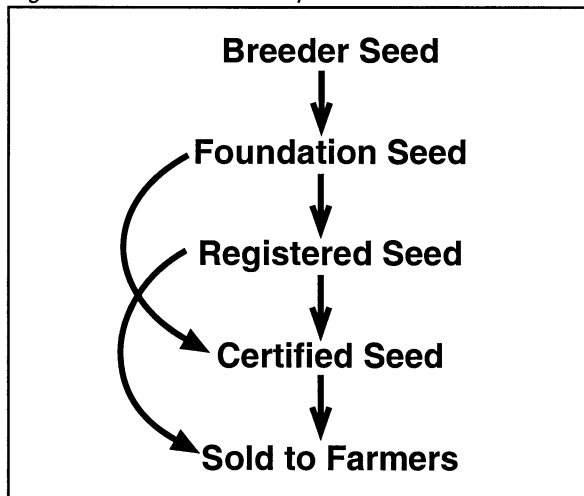 Breeder Seed
Foundation Seed
Registered Seed
Certified Seed
Sold to Farmers